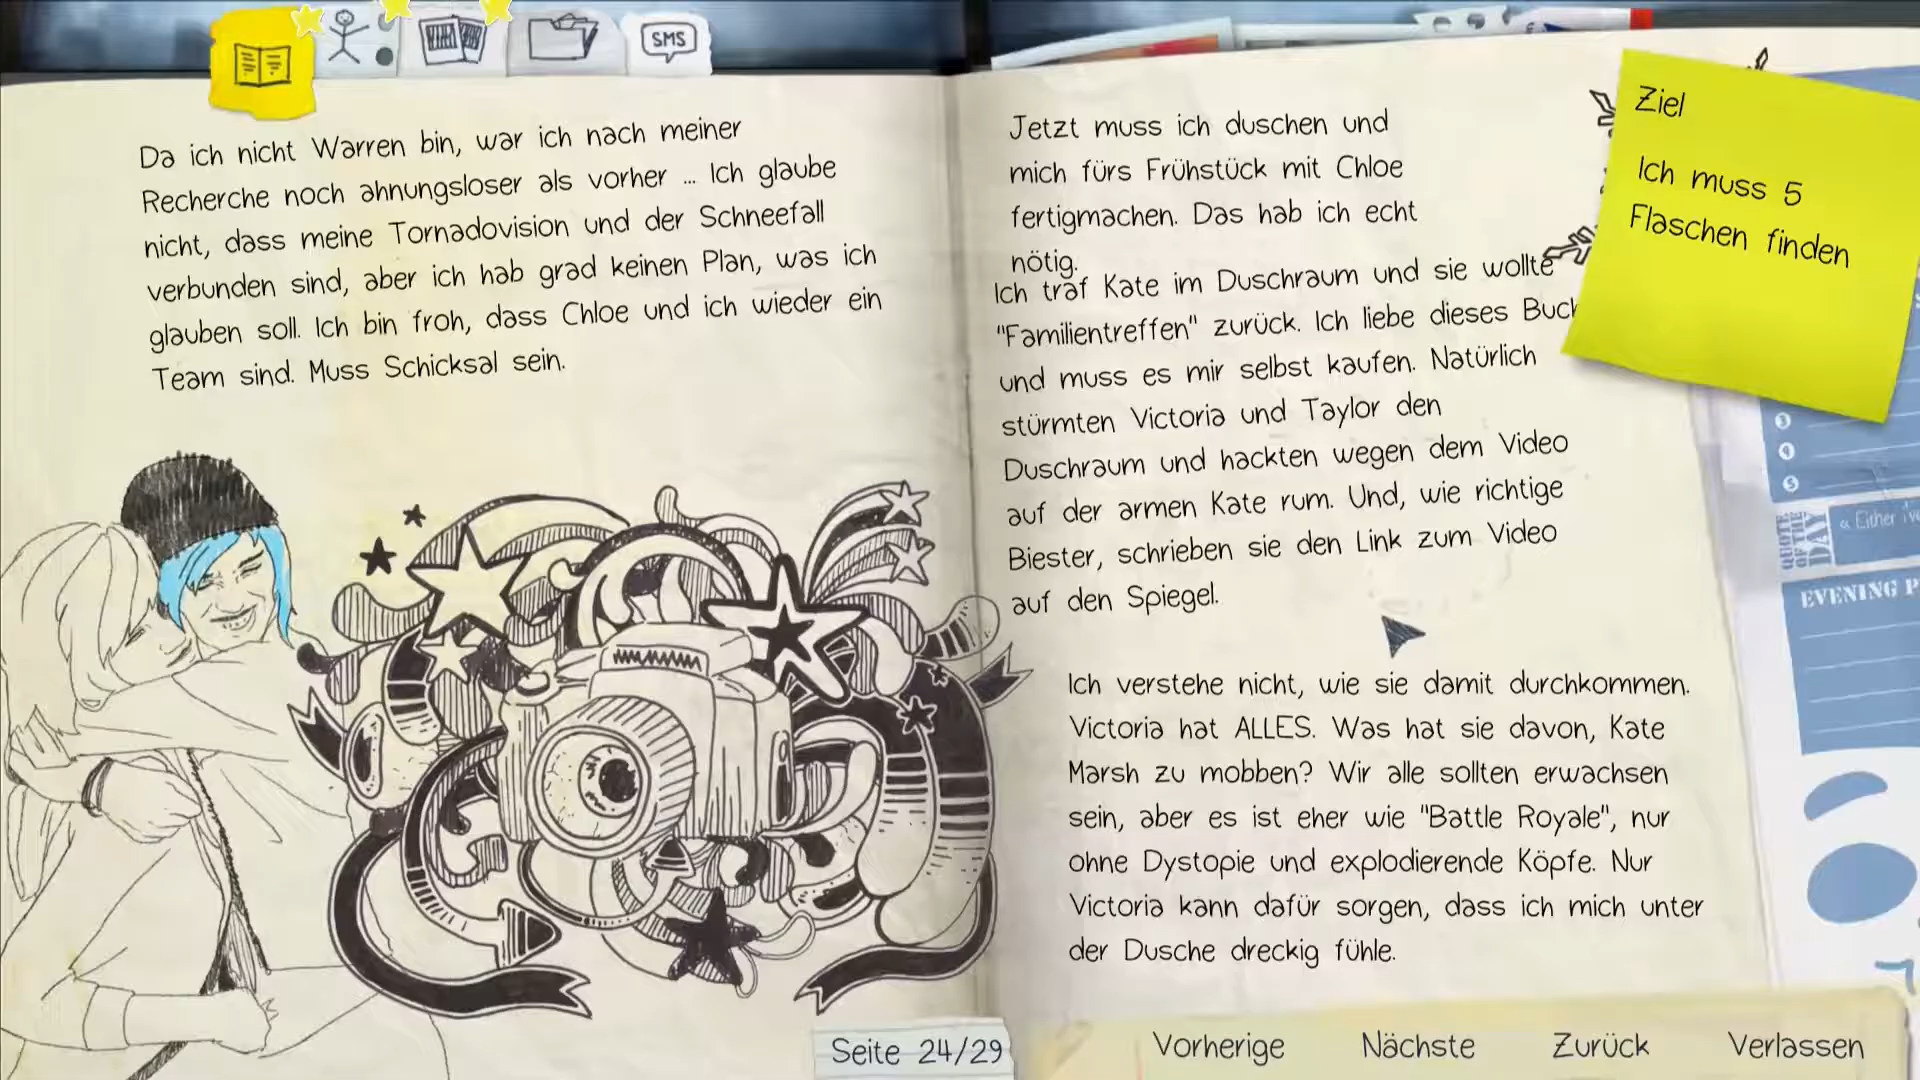 SMS
Da ich nicht Warren bin, war ich nach meiner
Recherche noch ahnungsloser als vorher ... Ich glaube
nicht, dass meine Tornadovision und der Schneefall
verbunden sind, aber ich hab grad keinen Plan, was ich
glauben soll. Ich bin froh, dass Chloe und ich wieder ein
Team sind. Muss Schicksal sein.
Jetzt muss ich duschen und
mich fürs Frühstück mit Chloe
fertigmachen. Das hab ich echt
nötig.
Ich traf Kate im Duschraum und sie wollte
"Familientreffen" zurück. Ich liebe dieses Buch
und muss es mir selbst kaufen. Natürlich
stürmten Victoria und Taylor den
Duschraum und hackten wegen dem Video
auf der armen Kate rum. Und, wie richtige
Biester, schrieben sie den Link zum Video
auf den Spiegel.
Ich verstehe nicht, wie sie damit durchkommen.
Victoria hat ALLES. Was hat sie davon, Kate
Marsh zu mobben? Wir alle sollten erwachsen
sein, aber es ist eher wie "Battle Royale", nur
ohne Dystopie und explodierende Köpfe. Nur
Victoria kann dafür sorgen, dass ich mich unter
der Dusche dreckig fühle.
Ziel
Ich muss 5
Flaschen finden
3
4
5
QUOTE
OF THE
DAY
« Either
EVENING P
Seite 24/29
Vorherige
Nächste
Zurück
Verlassen